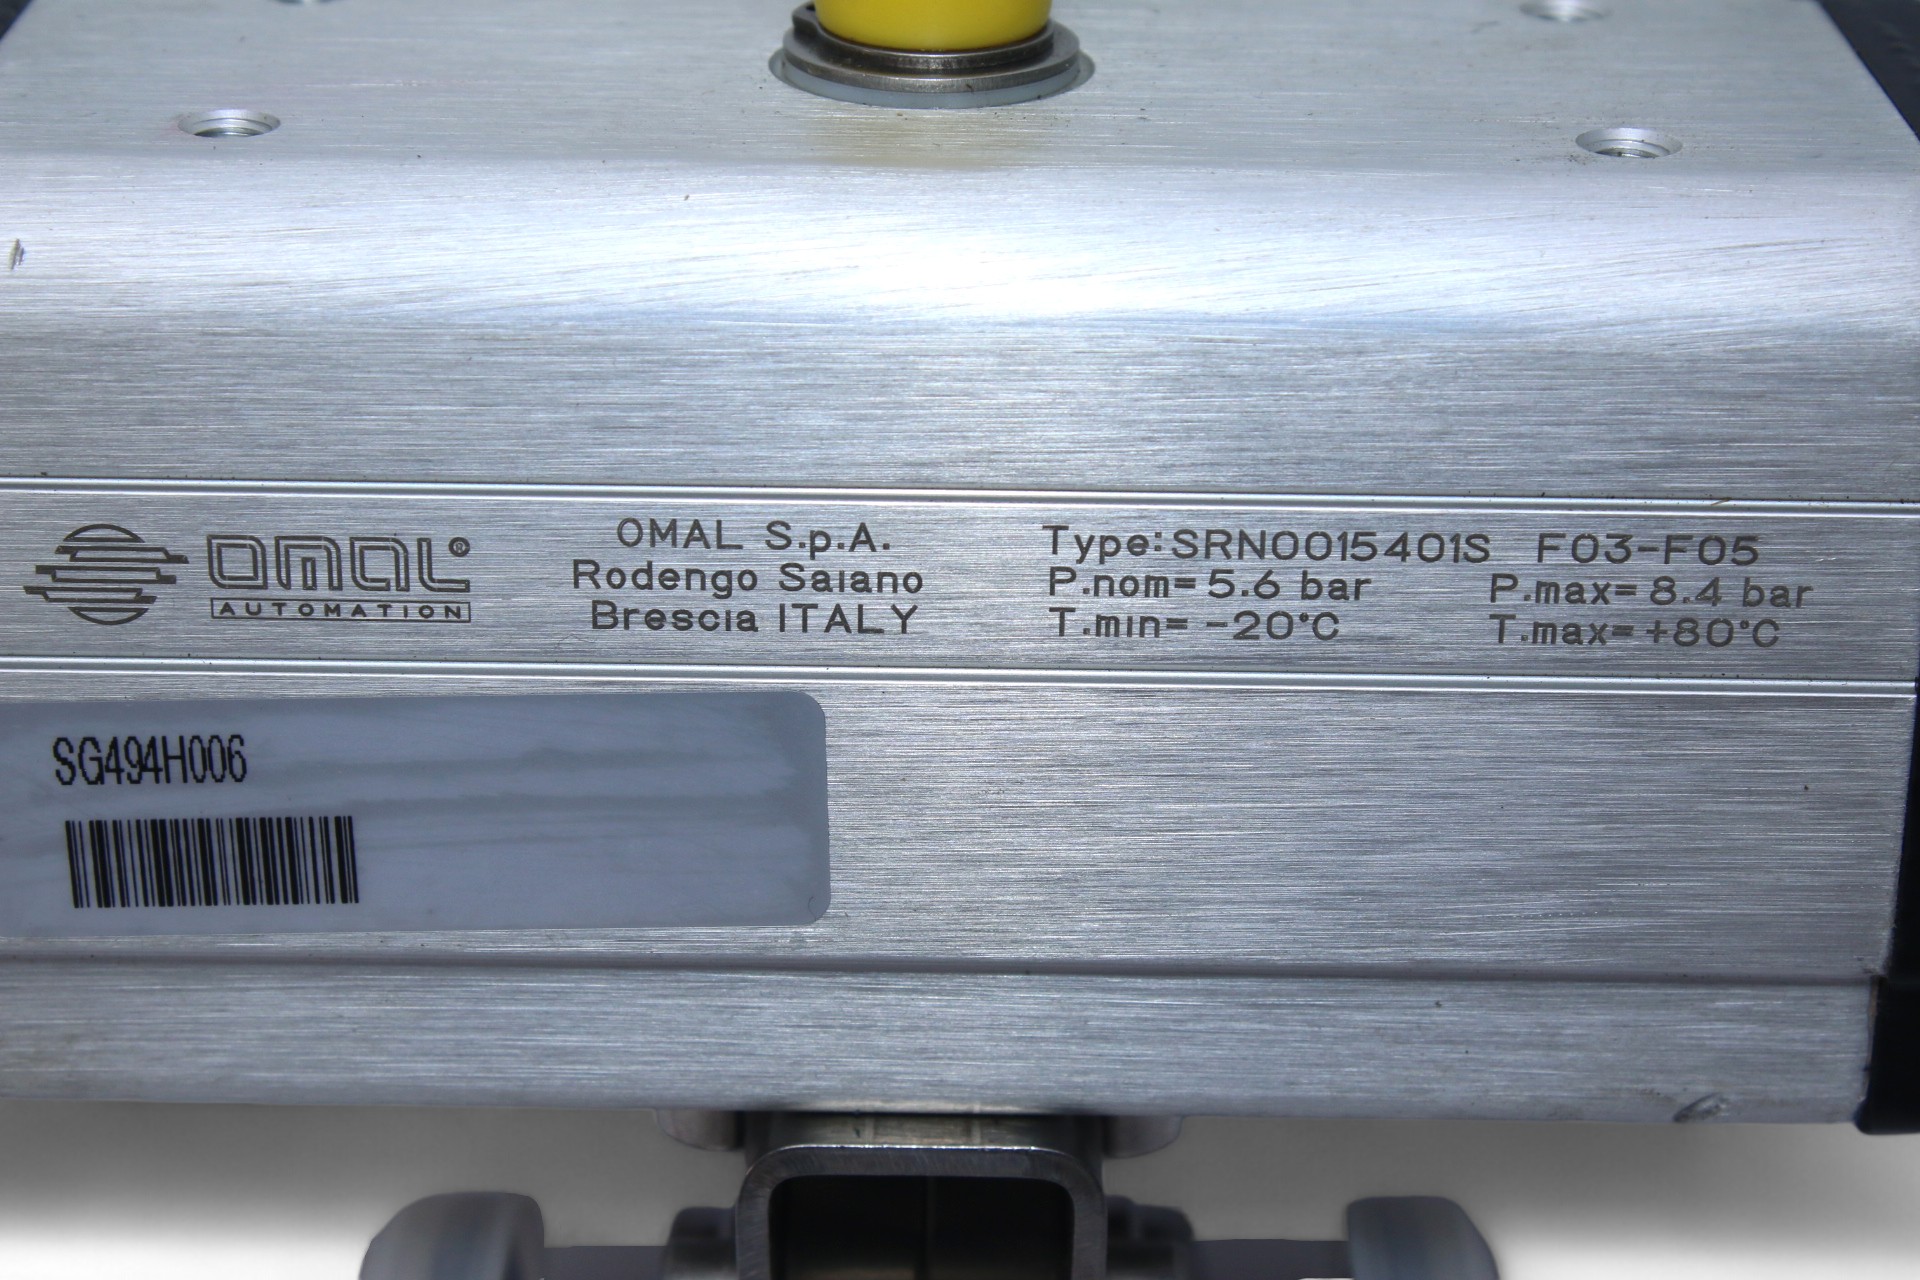 OMAL®
AUTOMATION
OMAL S.p.A.
Rodengo Saiano
Brescia ITALY
Type:SRN0015401S F03-F05
P.nom= 5.6 bar P.max= 8.4 bar
T.min= -20°C T.max= +80°C
SG494H006